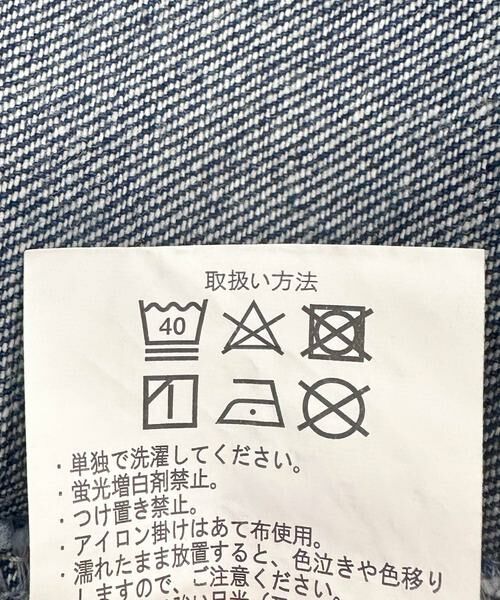 取扱い方法
40
・単独で洗濯してください。
・蛍光増白剤禁止。
・つけ置き禁止。
・アイロン掛けはあて布使用。
・濡れたまま放置すると、色泣きや色移り
しますので、ご注意ください。